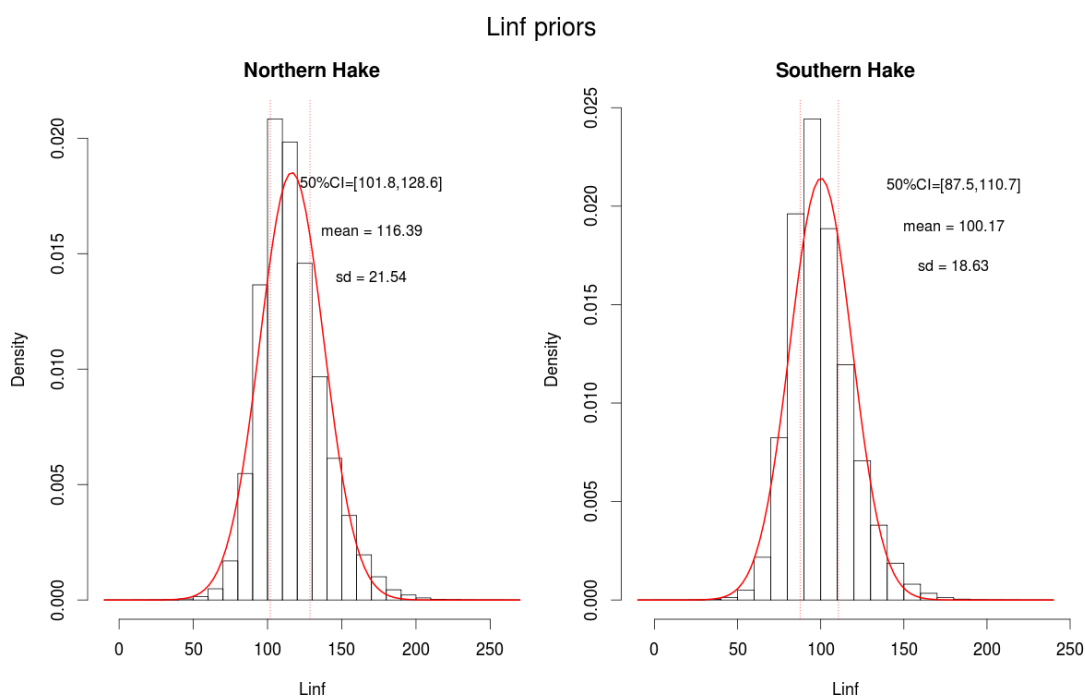 Linf priors
Northern Hake
Density
0.000
0.005
0.010
0.015
0.020
50%CI=[101.8,128.6]
mean = 116.39
sd = 21.54
0 50 100 150 200 250
Linf
Southern Hake
Density
0.000
0.005
0.010
0.015
0.020
0.025
50%CI=[87.5,110.7]
mean = 100.17
sd = 18.63
0 50 100 150 200 250
Linf